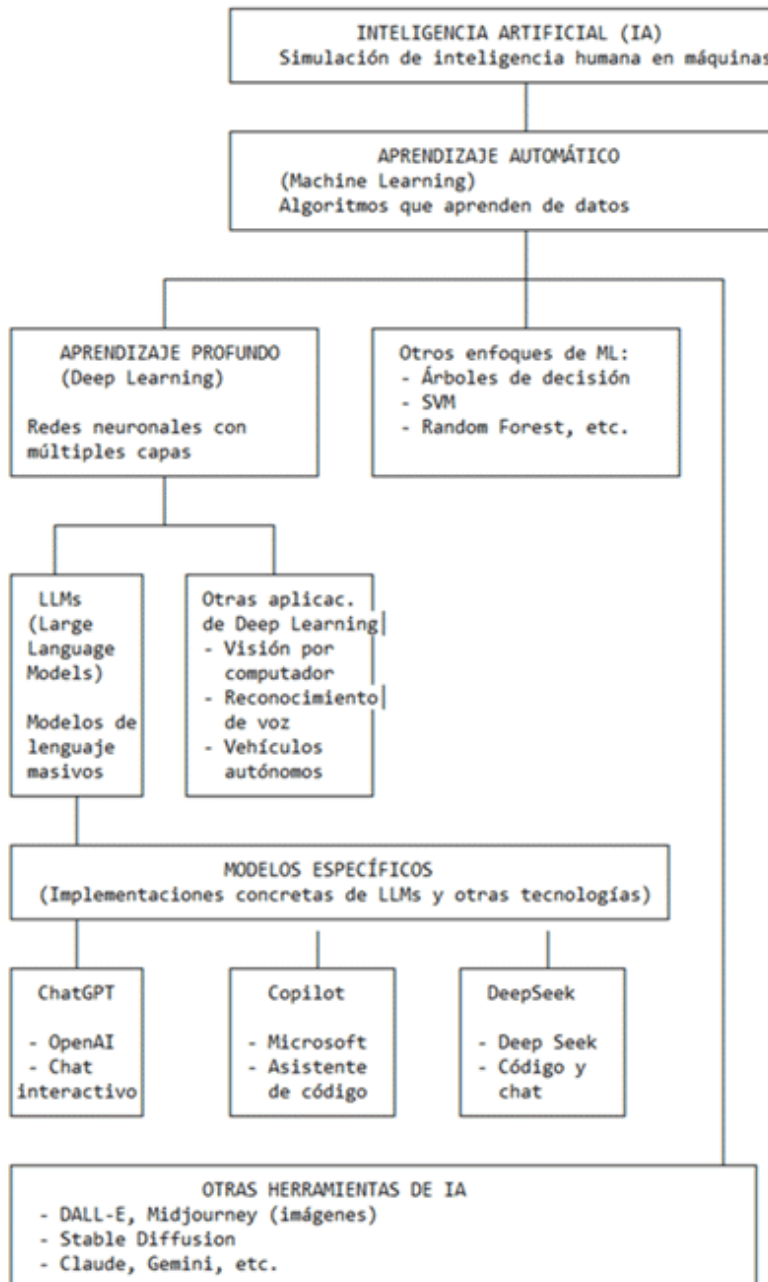 INTELIGENCIA ARTIFICIAL (IA)
Simulación de inteligencia humana en máquinas
APRENDIZAJE AUTOMÁTICO
(Machine Learning)
Algoritmos que aprenden de datos
APRENDIZAJE PROFUNDO
(Deep Learning)
Redes neuronales con
múltiples capas
Otros enfoques de ML:
- Árboles de decisión
- SVM
- Random Forest, etc.
LLMs
(Large
Language
Models)
Modelos de
lenguaje
masivos
Otras aplicac.
de Deep Learning
- Visión por
computador
- Reconocimiento
de voz
- Vehículos
autónomos
MODELOS ESPECÍFICOS
(Implementaciones concretas de LLMs y otras tecnologías)
ChatGPT
- OpenAI
- Chat
interactivo
Copilot
- Microsoft
- Asistente
de código
DeepSeek
- Deep Seek
- Código y
chat
OTRAS HERRAMIENTAS DE IA
- DALL-E, Midjourney (imágenes)
- Stable Diffusion
- Claude, Gemini, etc.